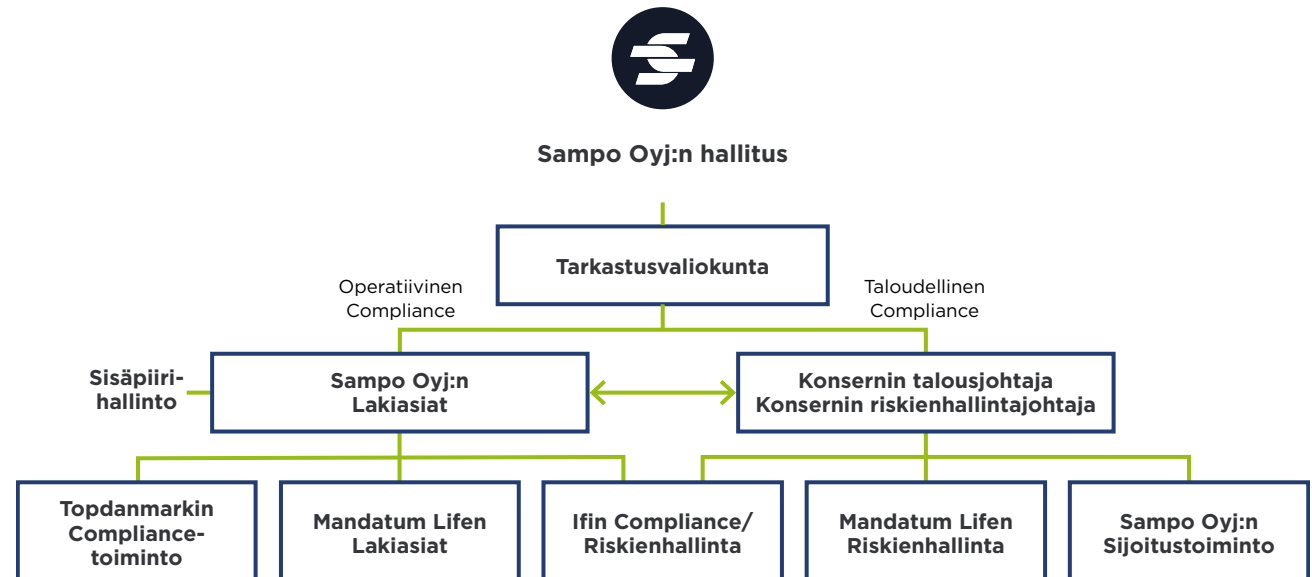 Sampo Oyj:n hallitus
Tarkastusvaliokunta
Operatiivinen
Compliance
Taloudellinen
Compliance
Sisäpiiri-
hallinto
Sampo Oyj:n
Lakiasiat
Konsernin talousjohtaja
Konsernin riskienhallintajohtaja
Topdanmarkin
Compliance-
toiminto
Mandatum Lifen
Lakiasiat
Ifin Compliance/
Riskienhallinta
Mandatum Lifen
Riskienhallinta
Sampo Oyj:n
Sijoitustoiminto